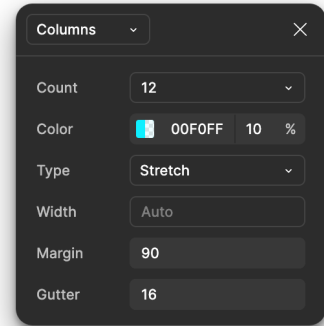 Columns
Count 12
Color 00F0FF 10 %
Type Stretch
Width Auto
Margin 90
Gutter 16